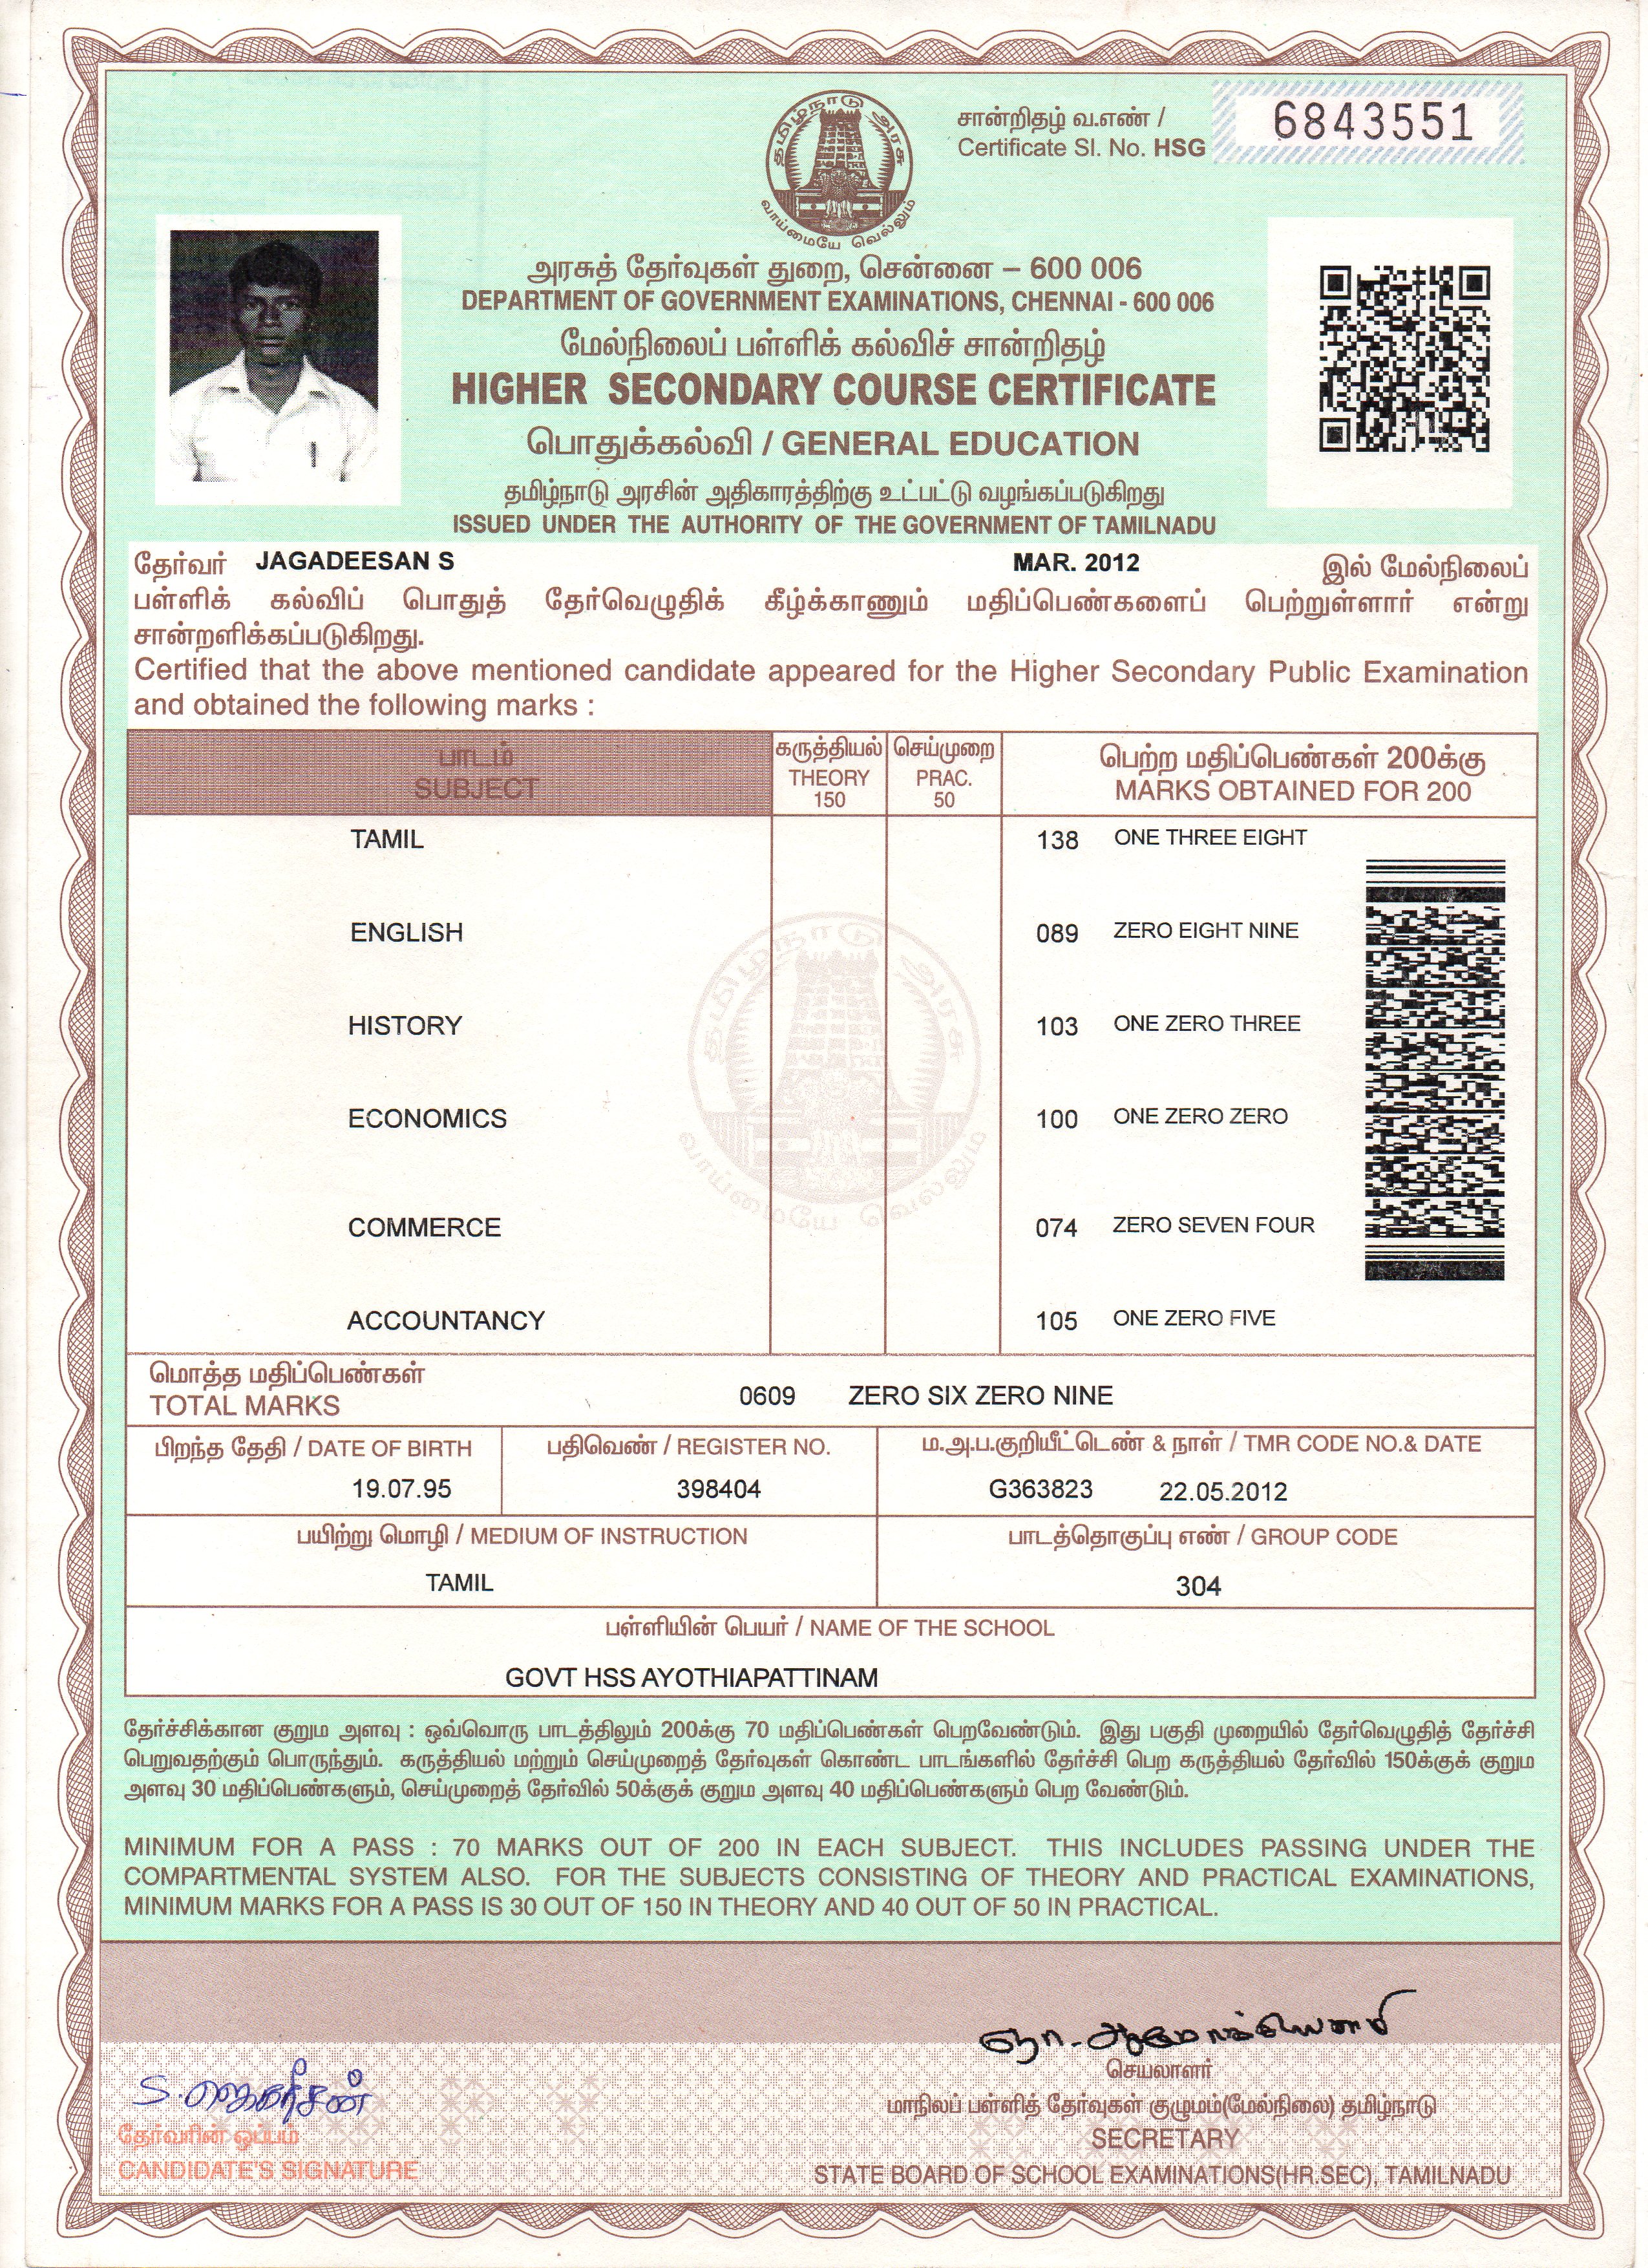 தமிழ்நாடு அரசு
வாய்மையே வெல்லும்
சான்றிதழ் வ.எண் /
Certificate Sl. No. HSG 6843551
அரசுத் தேர்வுகள் துறை, சென்னை – 600 006
DEPARTMENT OF GOVERNMENT EXAMINATIONS, CHENNAI - 600 006
மேல்நிலைப் பள்ளிக் கல்விச் சான்றிதழ்
HIGHER SECONDARY COURSE CERTIFICATE
பொதுக்கல்வி / GENERAL EDUCATION
தமிழ்நாடு அரசின் அதிகாரத்திற்கு உட்பட்டு வழங்கப்படுகிறது
ISSUED UNDER THE AUTHORITY OF THE GOVERNMENT OF TAMILNADU
தேர்வர் JAGADEESAN S MAR. 2012 இல் மேல்நிலைப்
பள்ளிக் கல்விப் பொதுத் தேர்வெழுதிக் கீழ்க்காணும் மதிப்பெண்களைப் பெற்றுள்ளார் என்று
சான்றளிக்கப்படுகிறது.
Certified that the above mentioned candidate appeared for the Higher Secondary Public Examination
and obtained the following marks :
பாடம் கருத்தியல் செய்முறை பெற்ற மதிப்பெண்கள் 200க்கு
SUBJECT THEORY PRAC. MARKS OBTAINED FOR 200
150 50
TAMIL 138 ONE THREE EIGHT
ENGLISH 089 ZERO EIGHT NINE
HISTORY 103 ONE ZERO THREE
ECONOMICS 100 ONE ZERO ZERO
COMMERCE 074 ZERO SEVEN FOUR
ACCOUNTANCY 105 ONE ZERO FIVE
தமிழ்நாடு அரசு
வாய்மையே வெல்லும்
மொத்த மதிப்பெண்கள்
TOTAL MARKS 0609 ZERO SIX ZERO NINE
பிறந்த தேதி / DATE OF BIRTH பதிவெண் / REGISTER NO. ம.அ.ப.குறியீட்டெண் & நாள் / TMR CODE NO.& DATE
19.07.95 398404 G363823 22.05.2012
பயிற்று மொழி / MEDIUM OF INSTRUCTION பாடத்தொகுப்பு எண் / GROUP CODE
TAMIL 304
பள்ளியின் பெயர் / NAME OF THE SCHOOL
GOVT HSS AYOTHIAPATTINAM
தேர்ச்சிக்கான குறும அளவு : ஒவ்வொரு பாடத்திலும் 200க்கு 70 மதிப்பெண்கள் பெறவேண்டும். இது பகுதி முறையில் தேர்வெழுதித் தேர்ச்சி
பெறுவதற்கும் பொருந்தும். கருத்தியல் மற்றும் செய்முறைத் தேர்வுகள் கொண்ட பாடங்களில் தேர்ச்சி பெற கருத்தியல் தேர்வில் 150க்குக் குறும
அளவு 30 மதிப்பெண்களும், செய்முறைத் தேர்வில் 50க்குக் குறும அளவு 40 மதிப்பெண்களும் பெற வேண்டும்.
MINIMUM FOR A PASS : 70 MARKS OUT OF 200 IN EACH SUBJECT. THIS INCLUDES PASSING UNDER THE
COMPARTMENTAL SYSTEM ALSO. FOR THE SUBJECTS CONSISTING OF THEORY AND PRACTICAL EXAMINATIONS,
MINIMUM MARKS FOR A PASS IS 30 OUT OF 150 IN THEORY AND 40 OUT OF 50 IN PRACTICAL.
S. ஜெகதீசன்
தேர்வரின் ஒப்பம்
CANDIDATE'S SIGNATURE
செயலாளர்
மாநிலப் பள்ளித் தேர்வுகள் குழுமம்(மேல்நிலை) தமிழ்நாடு
SECRETARY
STATE BOARD OF SCHOOL EXAMINATIONS(HR.SEC), TAMILNADU